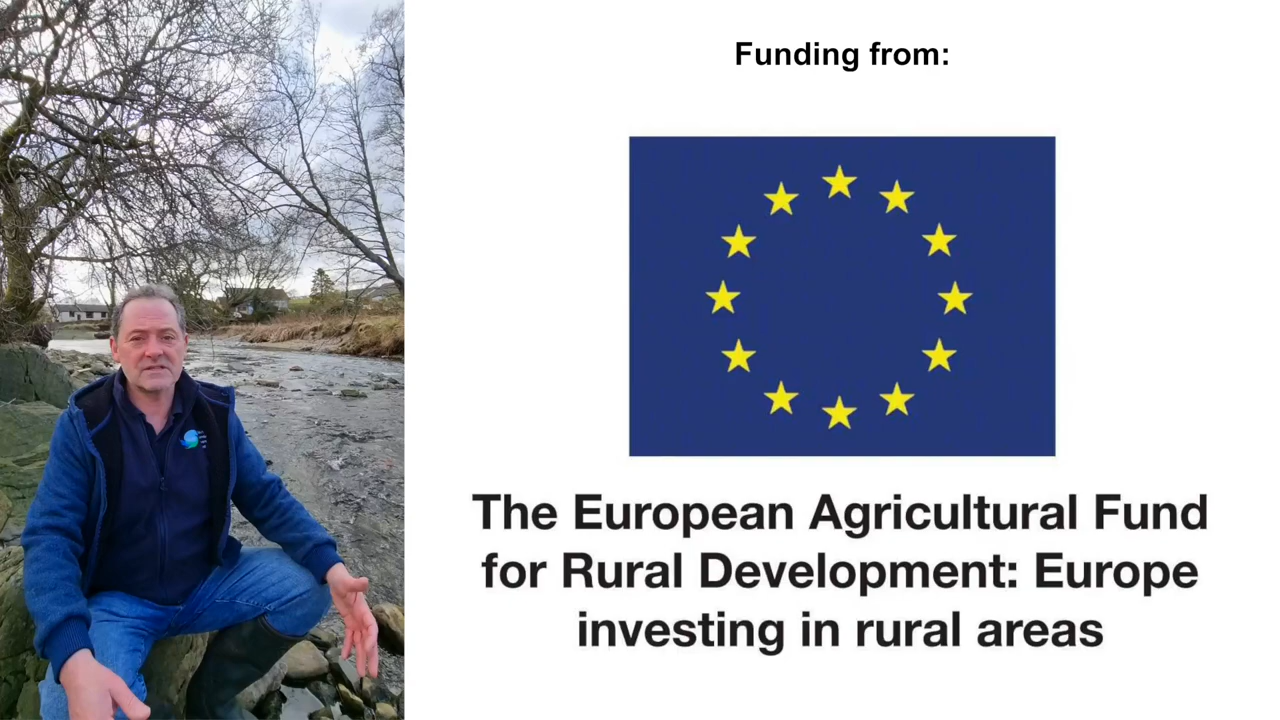 Funding from:
The European Agricultural Fund
for Rural Development: Europe
investing in rural areas